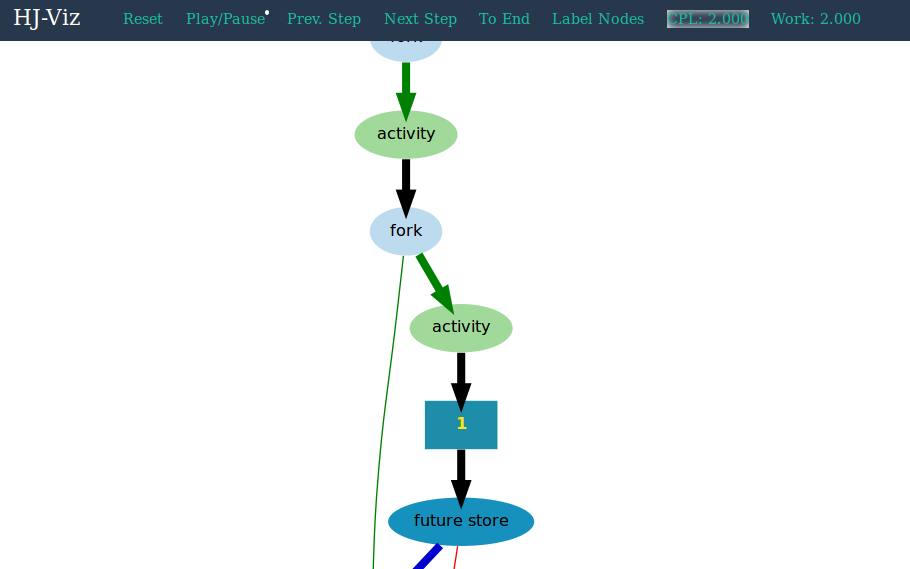 HJ-Viz Reset Play/Pause Prev. Step Next Step To End Label Nodes CPL: 2.000 Work: 2.000
fork
activity
fork
activity
1
future store